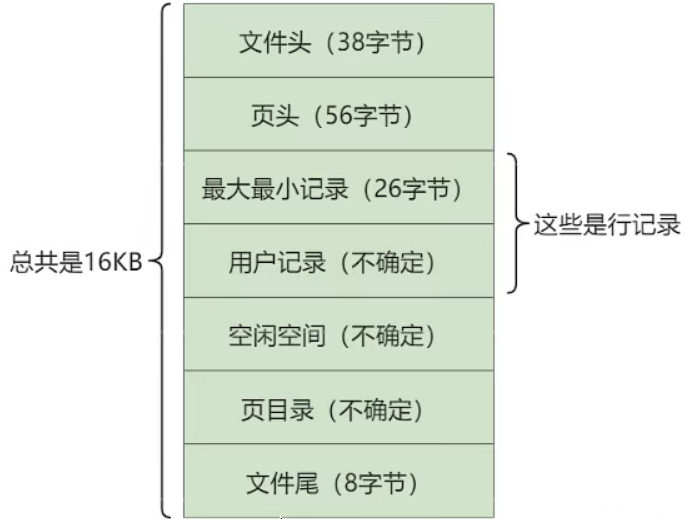 文件头（38字节）
页头（56字节）
最大最小记录（26字节）
这些是行记录
用户记录（不确定）
总共是16KB
空闲空间（不确定）
页目录（不确定）
文件尾（8字节）